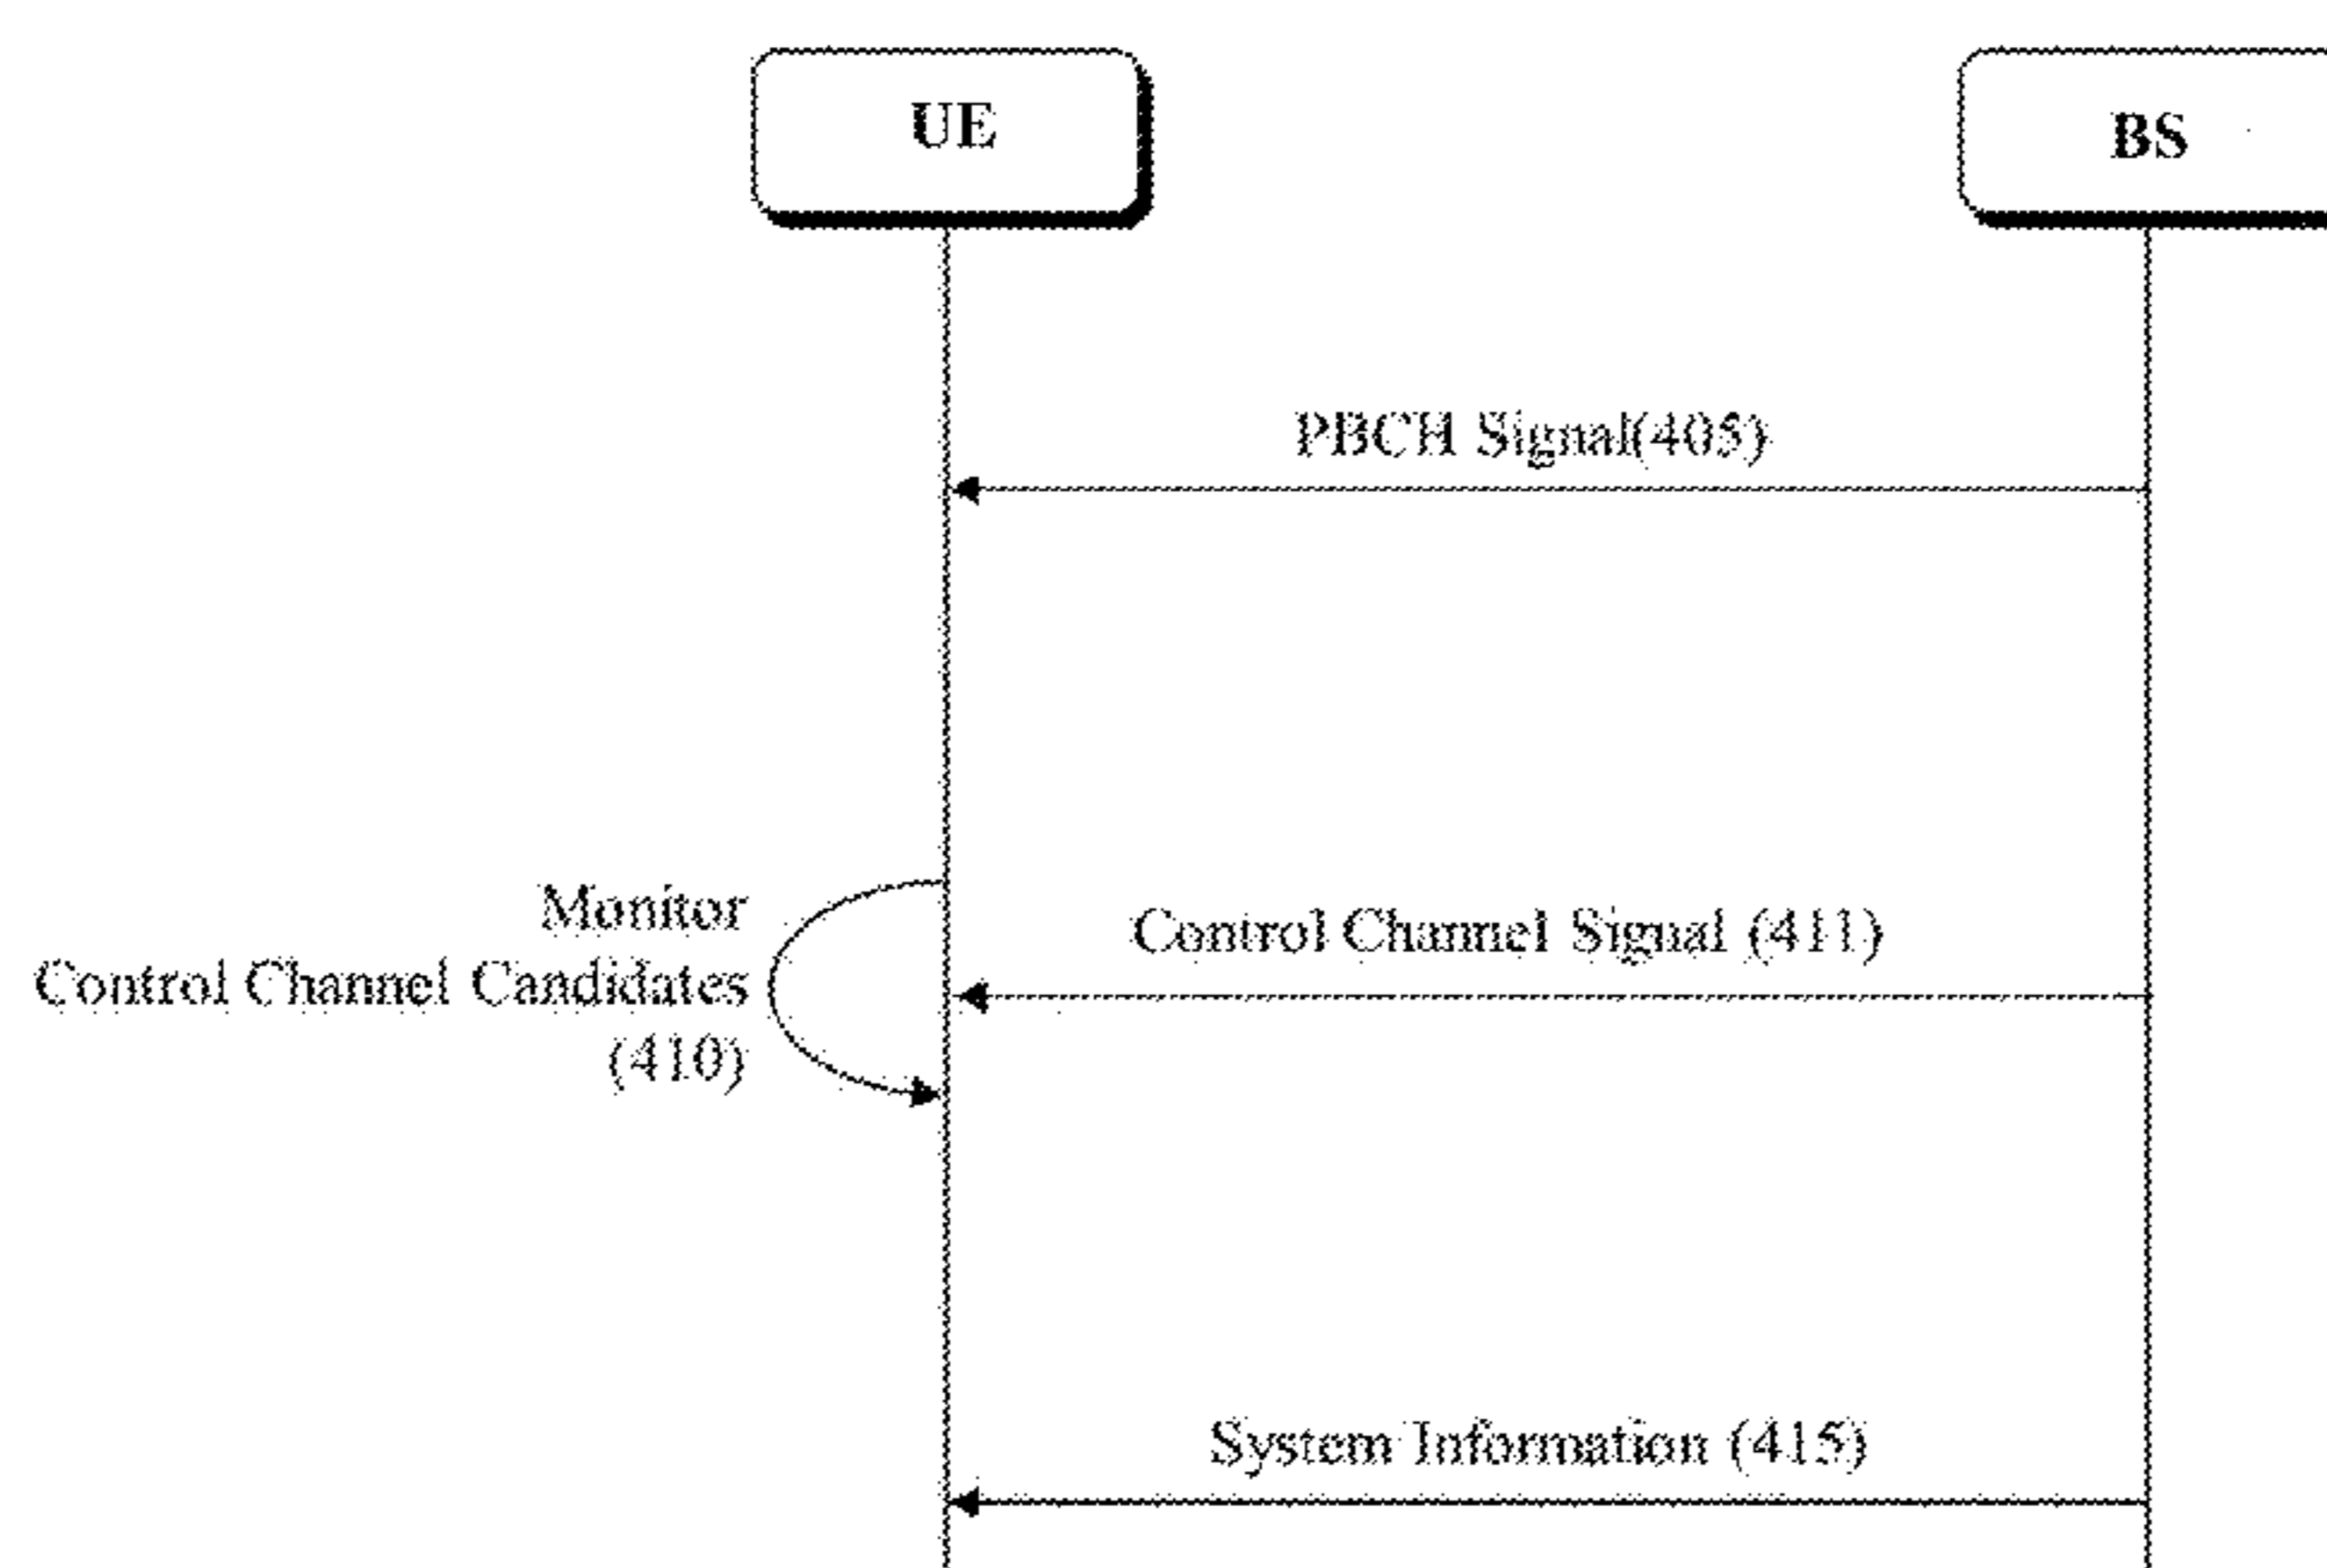 UE
BS
PBCH Signal(405)
Monitor
Control Channel Candidates
(410)
Control Channel Signal (411)
System Information (415)